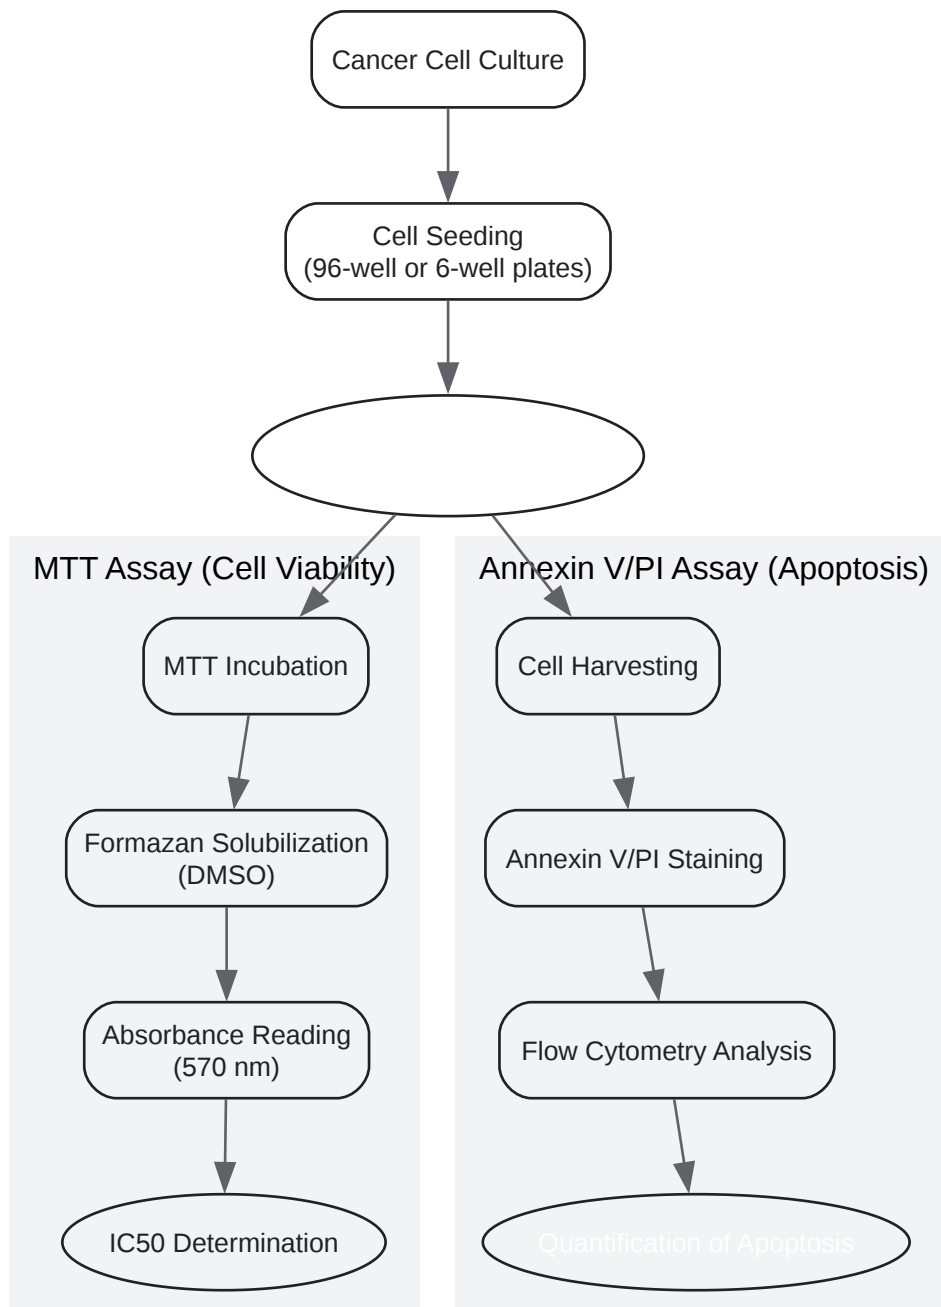 Cancer Cell Culture
Cell Seeding
(96-well or 6-well plates)
MTT Assay (Cell Viability)
MTT Incubation
Formazan Solubilization
(DMSO)
Absorbance Reading
(570 nm)
IC50 Determination
Annexin V/PI Assay (Apoptosis)
Cell Harvesting
Annexin V/PI Staining
Flow Cytometry Analysis
Quantification of Apoptosis